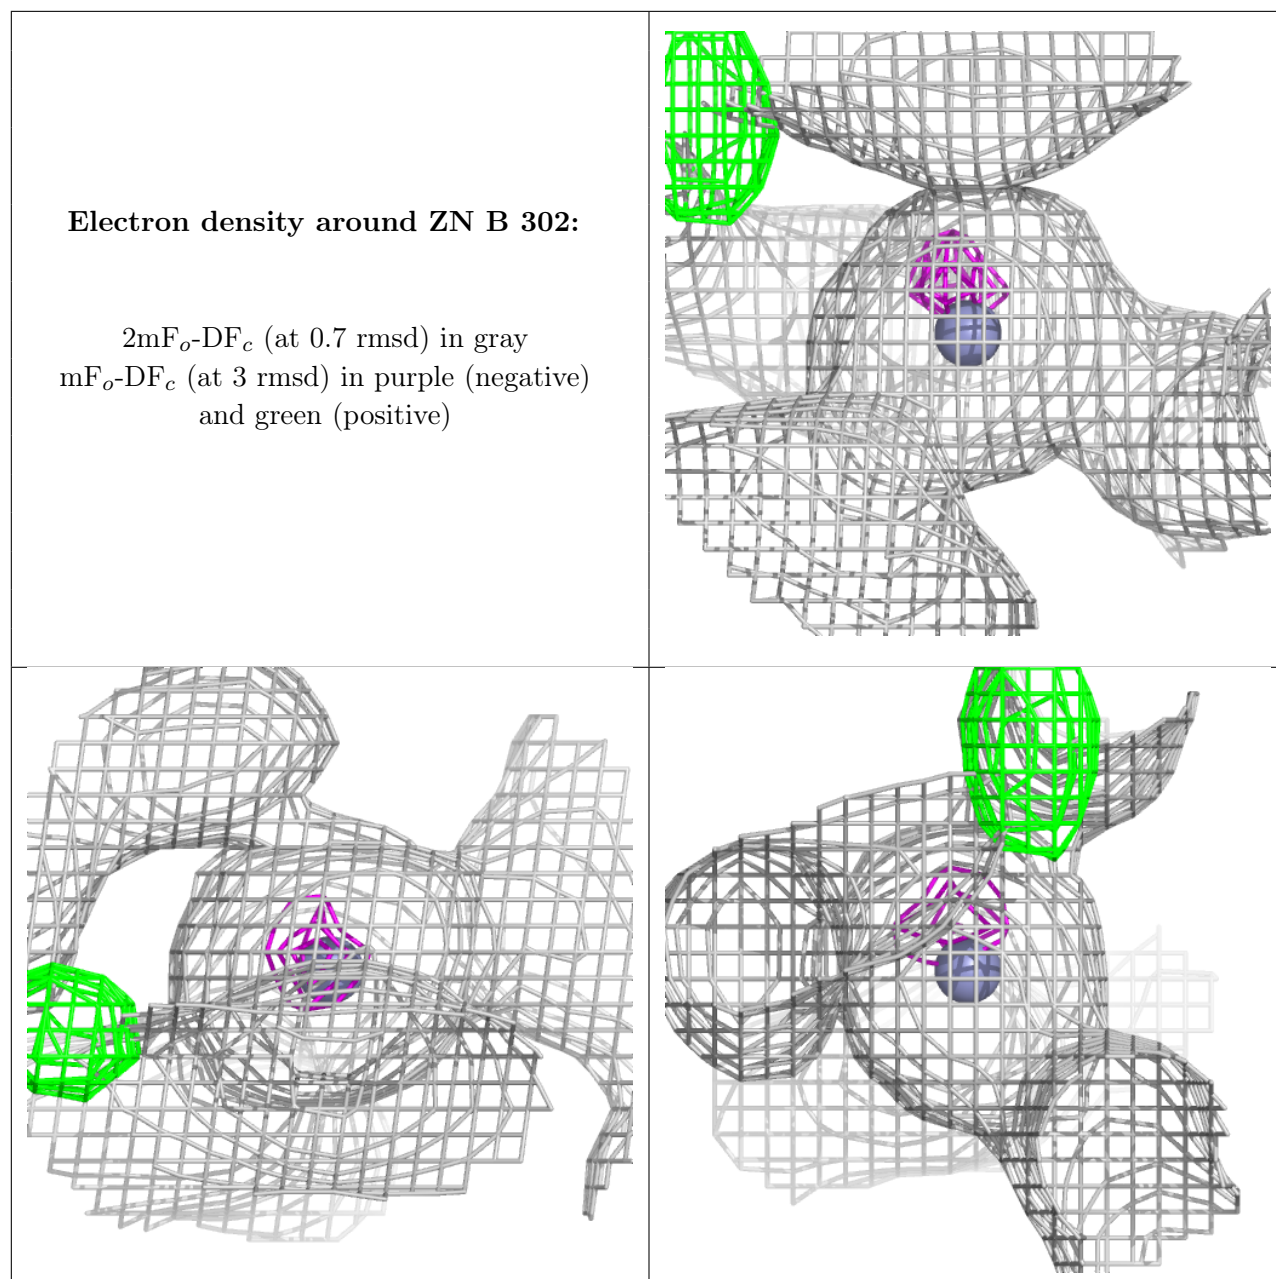 Electron density around ZN B 302:
2mFₒ-DF𝒸 (at 0.7 rmsd) in gray
mFₒ-DF𝒸 (at 3 rmsd) in purple (negative)
and green (positive)